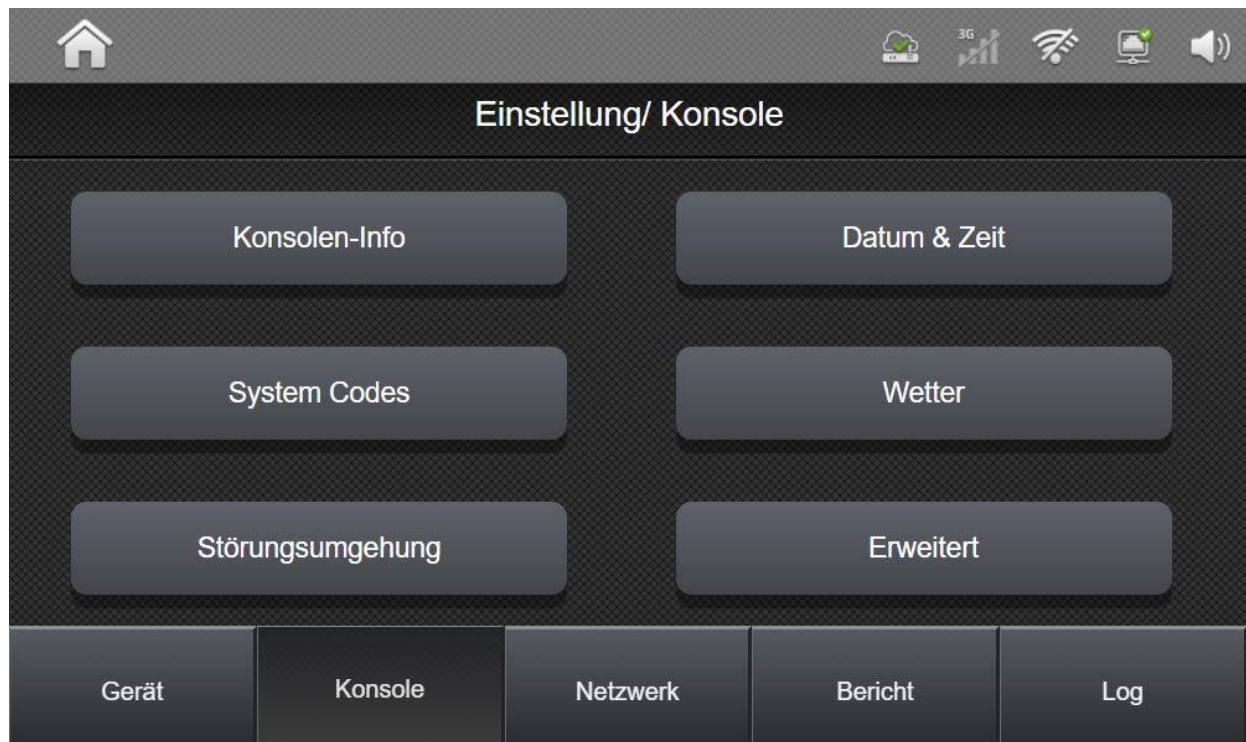 3G
Einstellung/ Konsole
Konsolen-Info
Datum & Zeit
System Codes
Wetter
Störungsumgehung
Erweitert
Gerät
Konsole
Netzwerk
Bericht
Log